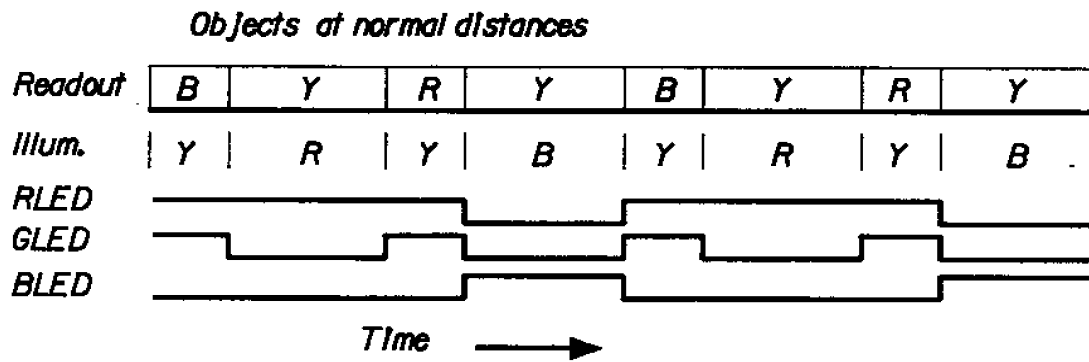 Objects at normal distances
Readout B Y R Y B Y R Y
Illum. Y R Y B Y R Y B
RLED
GLED
BLED
Time